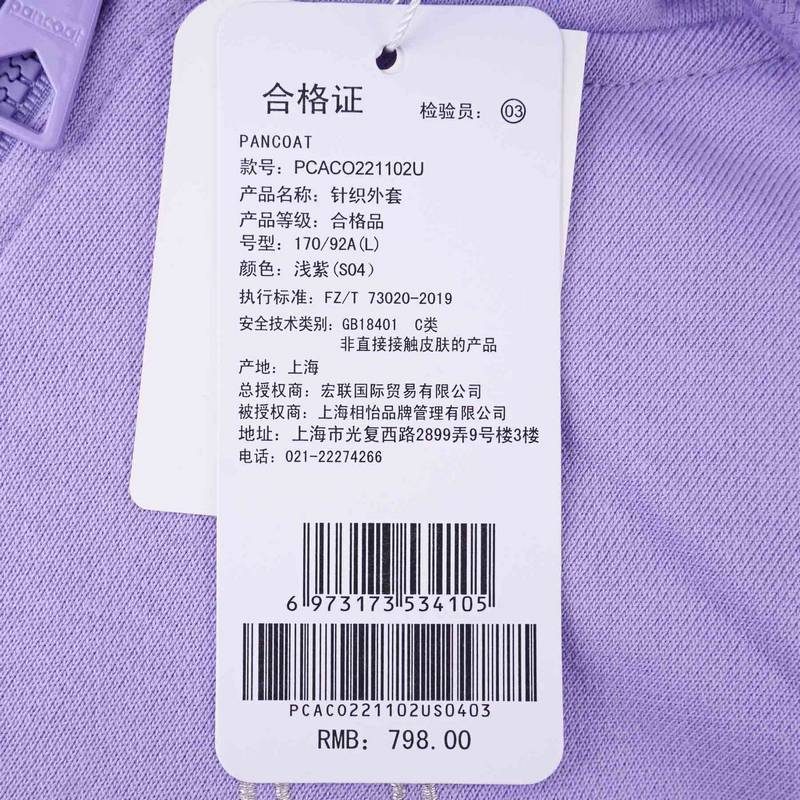 pancoat
合格证 检验员： 03
PANCOAT
款号：PCACO221102U
产品名称：针织外套
产品等级：合格品
号型：170/92A(L)
颜色：浅紫(S04)
执行标准：FZ/T 73020-2019
安全技术类别：GB18401 C类
非直接接触皮肤的产品
产地：上海
总授权商：宏联国际贸易有限公司
被授权商：上海相怡品牌管理有限公司
地址：上海市光复西路2899弄9号楼3楼
电话：021-22274266
6 973173 534105
PCACO221102US0403
RMB：798.00